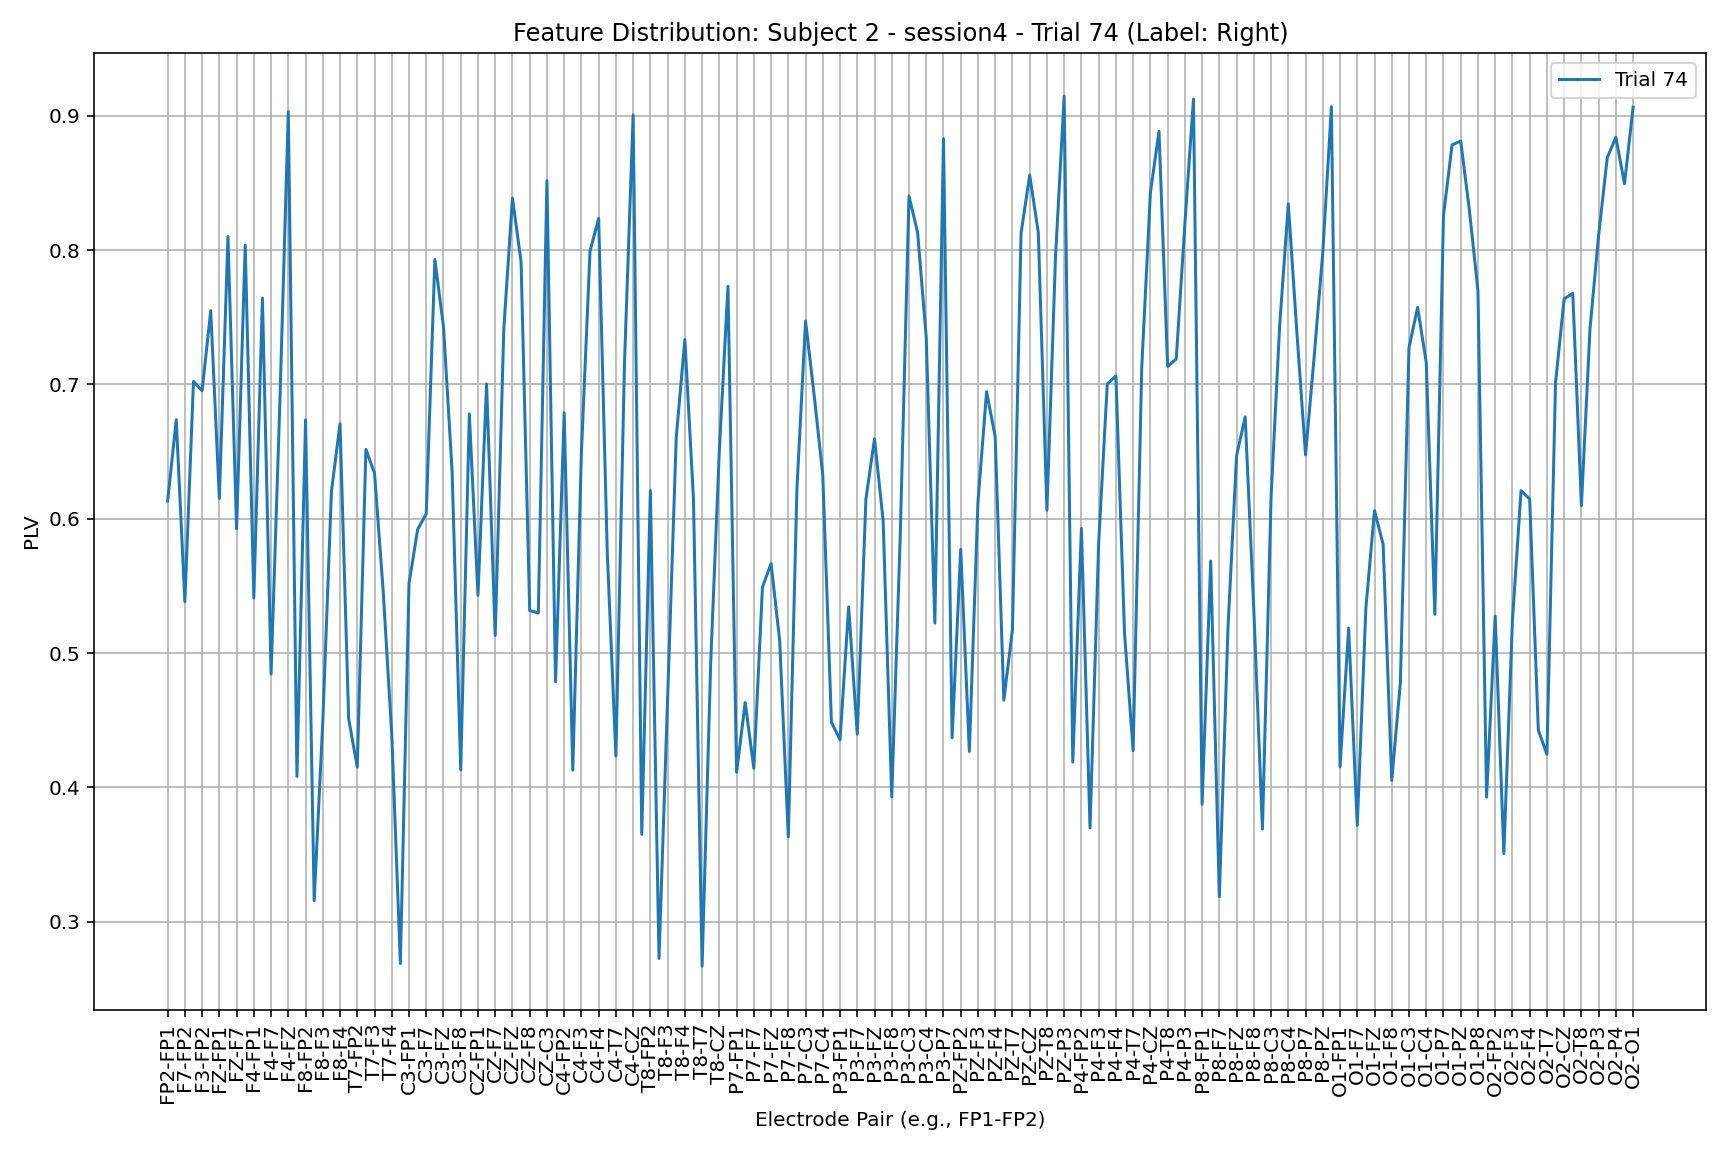 Feature Distribution: Subject 2 - session4 - Trial 74 (Label: Right)
Trial 74
0.9
0.8
0.7
0.6
0.5
0.4
0.3
PLV
FP2-FP1
F7-FP2
F3-FP2
FZ-FP1
FZ-F7
F4-FP1
F4-F7
F4-FZ
F8-FP2
F8-F3
F8-F4
T7-FP2
T7-F3
T7-F4
C3-FP1
C3-F7
C3-FZ
C3-F8
CZ-FP1
CZ-F7
CZ-FZ
CZ-F8
CZ-C3
C4-FP2
C4-F3
C4-F4
C4-T7
C4-CZ
T8-FP2
T8-F3
T8-F4
T8-T7
T8-CZ
P7-FP1
P7-F7
P7-FZ
P7-F8
P7-C3
P7-C4
P3-FP1
P3-F7
P3-FZ
P3-F8
P3-C3
P3-C4
P3-P7
PZ-FP2
PZ-F3
PZ-F4
PZ-T7
PZ-CZ
PZ-T8
PZ-P3
P4-FP2
P4-F3
P4-F4
P4-T7
P4-CZ
P4-T8
P4-P3
P8-FP1
P8-F7
P8-FZ
P8-F8
P8-C3
P8-C4
P8-P7
P8-PZ
O1-FP1
O1-F7
O1-FZ
O1-F8
O1-C3
O1-C4
O1-P7
O1-PZ
O1-P8
O2-FP2
O2-F3
O2-F4
O2-T7
O2-CZ
O2-T8
O2-P3
O2-P4
O2-O1
Electrode Pair (e.g., FP1-FP2)